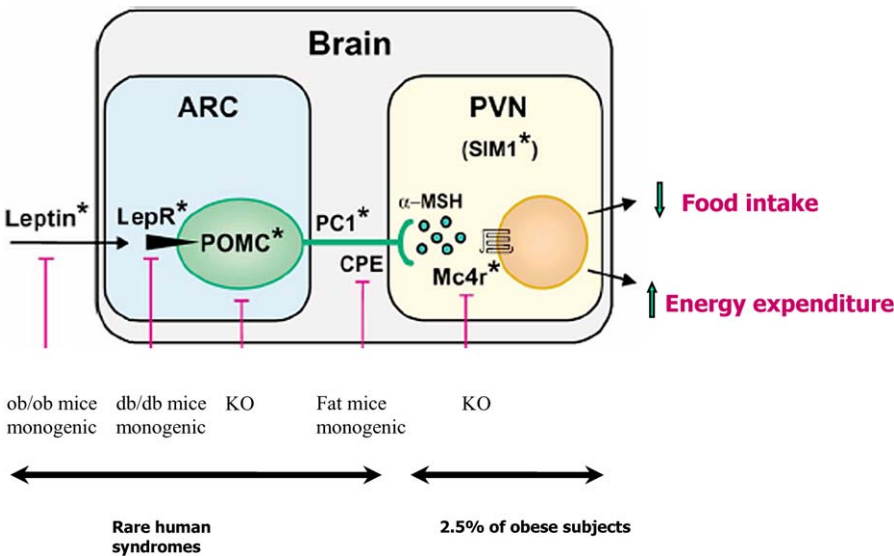 Brain
ARC
PVN
(SIM1*)
Leptin*
LepR*
POMC*
PC1*
CPE
α–MSH
Mc4r*
Food intake
Energy expenditure
ob/ob mice
monogenic
db/db mice
monogenic
KO
Fat mice
monogenic
KO
Rare human
syndromes
2.5% of obese subjects